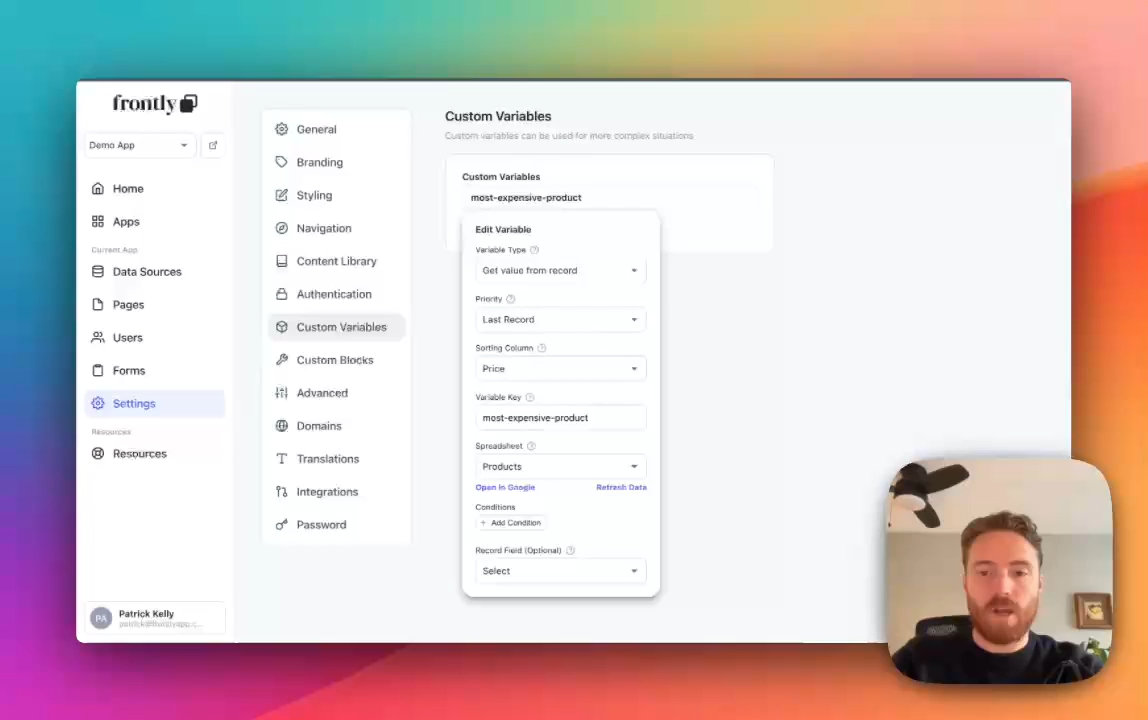 frontly
Demo App
Home
Apps
Current App
Data Sources
Pages
Users
Forms
Settings
Resources
Resources
PA
Patrick Kelly
patrick@frontlyapp.c...
General
Branding
Styling
Navigation
Content Library
Authentication
Custom Variables
Custom Blocks
Advanced
Domains
Translations
Integrations
Password
Custom Variables
Custom variables can be used for more complex situations
Custom Variables
most-expensive-product
Edit Variable
Variable Type
Get value from record
Priority
Last Record
Sorting Column
Price
Variable Key
most-expensive-product
Spreadsheet
Products
Open in Google Refresh Data
Conditions
+ Add Condition
Record Field (Optional)
Select